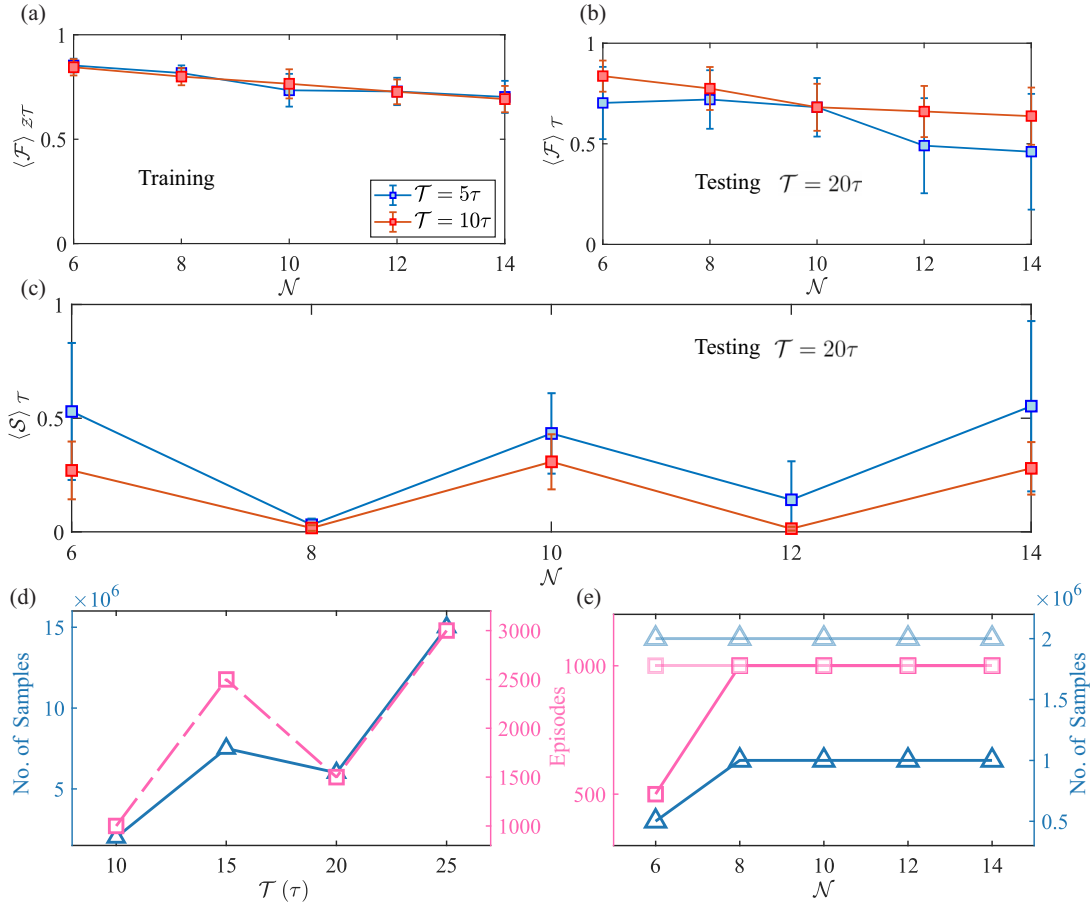 (a)
1
0.5
0
⟨ℱ⟩ 𝒵𝒯
Training
𝒯 = 5τ
𝒯 = 10τ
6 8 10 12 14
𝒩
(b)
1
0.5
0
⟨ℱ⟩ 𝒯
Testing 𝒯 = 20τ
6 8 10 12 14
𝒩
(c)
1
0.5
0
⟨𝒮⟩ 𝒯
Testing 𝒯 = 20τ
6 8 10 12 14
𝒩
(d)
×10⁶
15
10
5
No. of Samples
3000
2500
2000
1500
1000
Episodes
10 15 20 25
𝒯 (τ)
(e)
1000
500
×10⁶
2
1.5
1
0.5
No. of Samples
6 8 10 12 14
𝒩